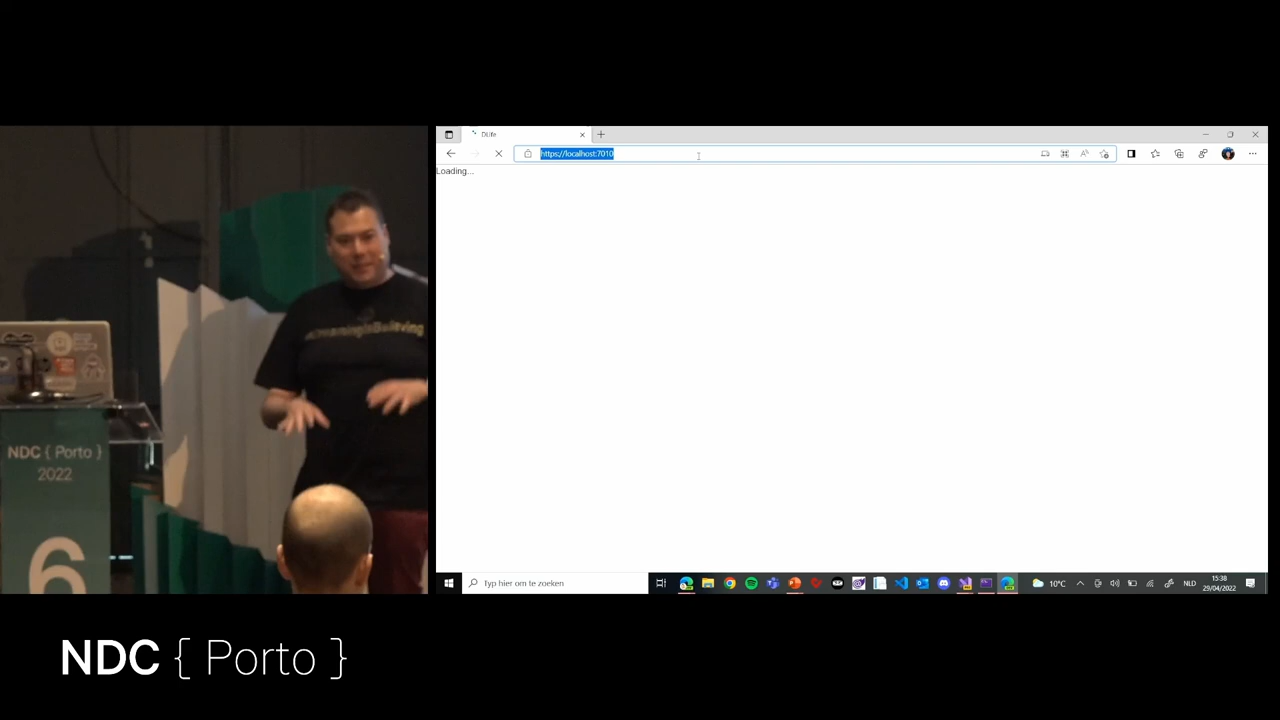 NDC { Porto }
2022
6
DLife
https://localhost:7010
Loading...
Typ hier om te zoeken
10°C
NLD
15:38
29/04/2022
NDC { Porto }